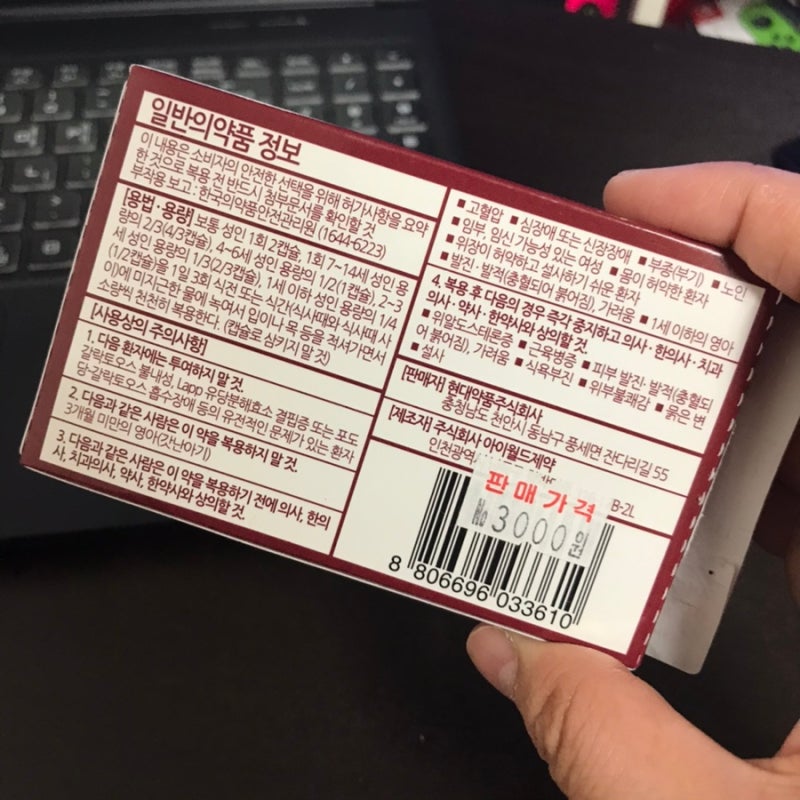 일반의약품 정보
이 내용은 소비자의 안전한 선택을 위해 허가사항을 요약
한 것으로 복용 전 반드시 첨부문서를 확인할 것
부작용 보고 : 한국의약품안전관리원 (1644-6223)
[용법·용량] 보통 성인 1회 2캡슐, 1회 7~14세 성인 용
량의 2/3(4/3캡슐), 4~6세 성인 용량의 1/2(1캡슐), 2~3
세 성인 용량의 1/3(2/3캡슐), 1세 이하 성인 용량의 1/4
(1/2캡슐)을 1일 3회 식전 또는 식간(식사때와 식사때 사
이)에 미지근한 물에 녹여서 입이나 목 등을 적셔가면서
소량씩 천천히 복용한다. (캡슐로 삼키지 말 것)
[사용상의 주의사항]
1. 다음 환자에는 투여하지 말 것.
갈락토오스 불내성, Lapp 유당분해효소 결핍증 또는 포도
당-갈락토오스 흡수장애 등의 유전적인 문제가 있는 환자
2. 다음과 같은 사람은 이 약을 복용하지 말 것.
3개월 미만의 영아(갓난아기)
3. 다음과 같은 사람은 이 약을 복용하기 전에 의사, 한의
사, 치과의사, 약사, 한약사와 상의할 것.
■ 고혈압 ■ 심장애 또는 신장장애 ■ 부종(부기) ■ 노인
■ 임부, 임신 가능성 있는 여성 ■ 몸이 허약한 환자
■ 위장이 허약하고 설사하기 쉬운 환자
■ 발진·발적(충혈되어 붉어짐), 가려움 ■ 1세 이하의 영아
4. 복용 후 다음의 경우 즉각 중지하고 의사·한의사·치과
의사·약사·한약사와 상의할 것.
■ 위알도스테론증 ■ 근육병증 ■ 피부 발진·발적(충혈되
어 붉어짐), 가려움 ■ 식욕부진 ■ 위부불쾌감 ■ 묽은 변
■ 설사
[판매자] 현대약품주식회사
충청남도 천안시 동남구 풍세면 잔다리길 55
[제조자] 주식회사 아이월드제약
인천광역
B-2L
판매가격
₩3000원
8 806696 033610